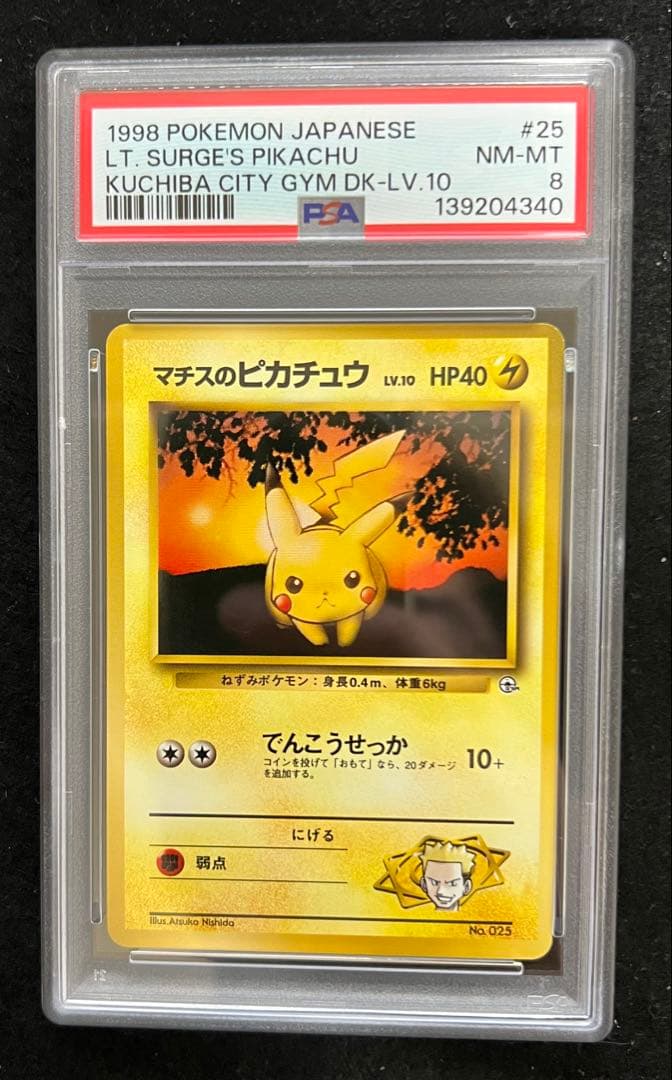 1998 POKEMON JAPANESE #25
LT. SURGE'S PIKACHU NM-MT
KUCHIBA CITY GYM DK-LV.10 8
PSA 139204340
マチスのピカチュウ LV.10 HP40
ねずみポケモン：身長0.4m、体重6kg
でんこうせっか 10+
コインを投げて「おもて」なら、20ダメージ
を追加する。
にげる
弱点
Illus.Atsuko Nishida
No.025